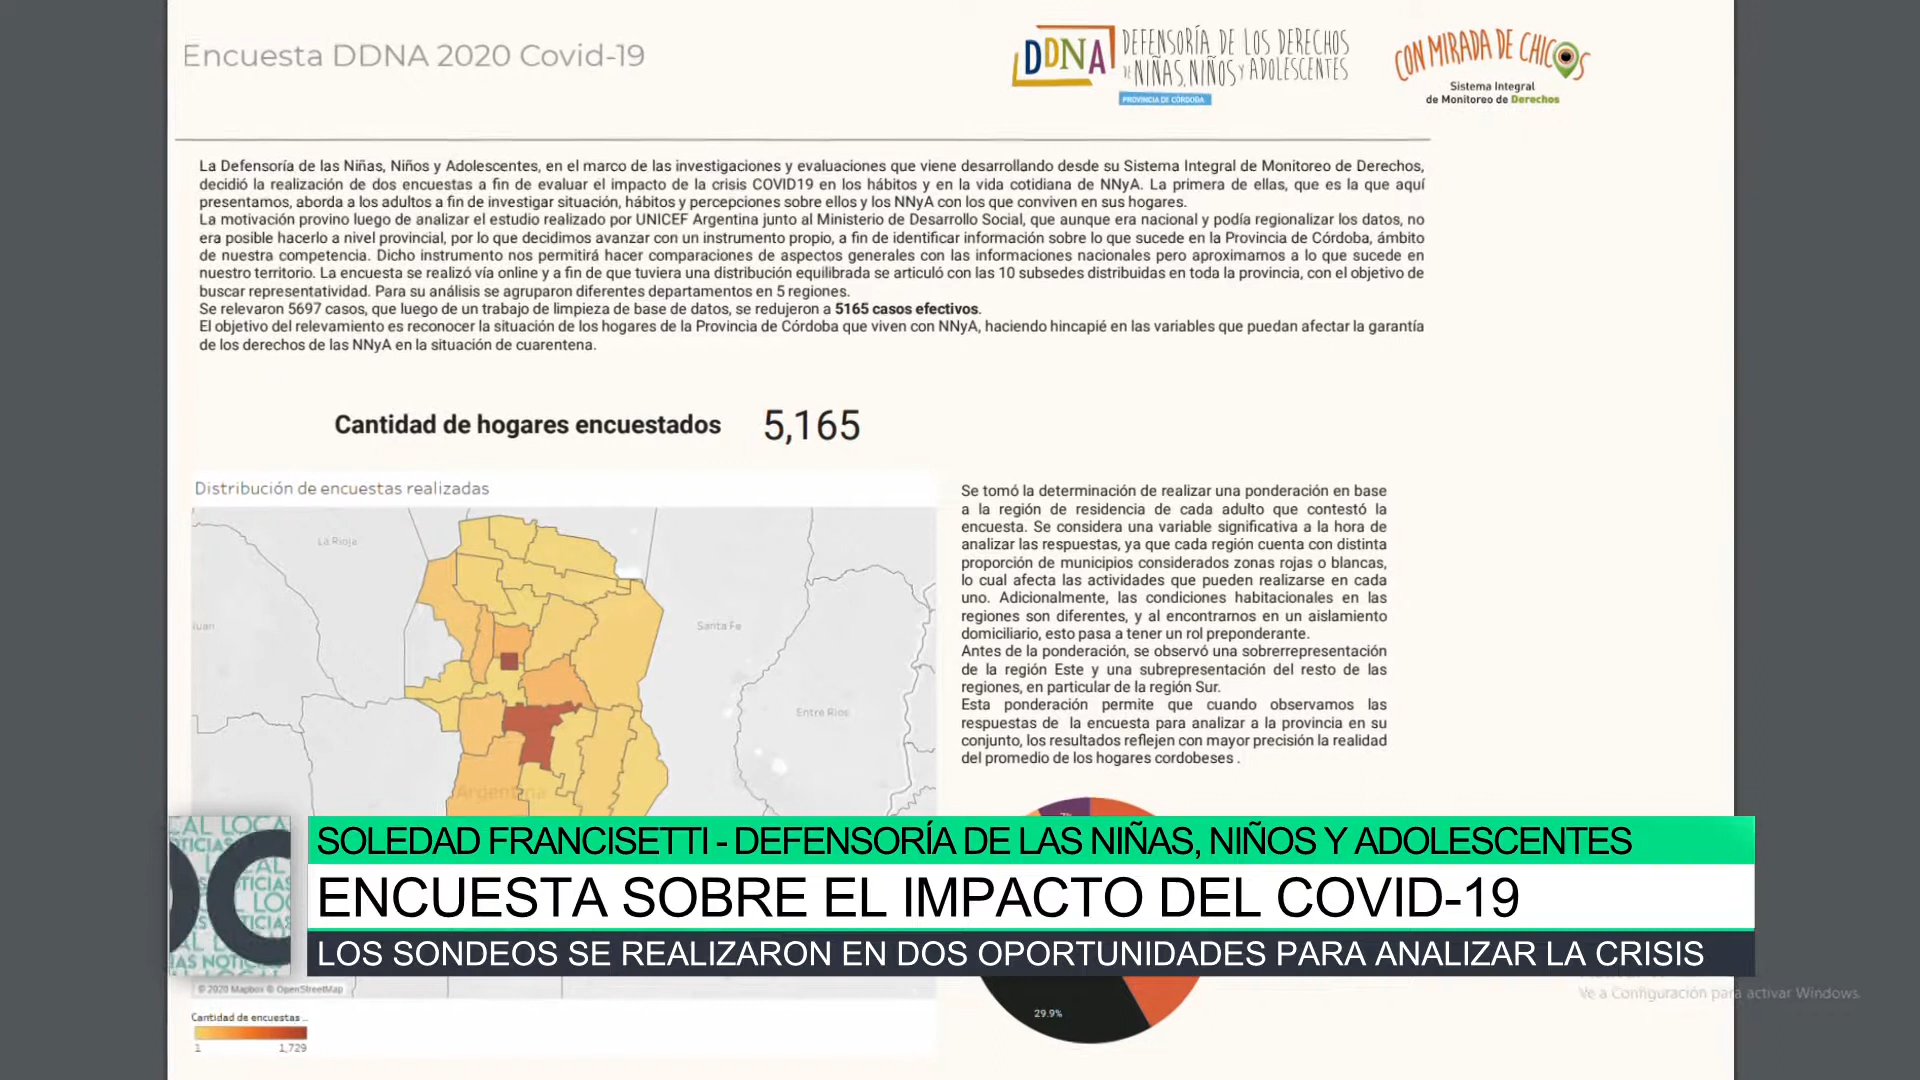 Encuesta DDNA 2020 Covid-19
DDNA
DEFENSORÍA DE LOS DERECHOS
DE NIÑAS, NIÑOS Y ADOLESCENTES
PROVINCIA DE CÓRDOBA
CON MIRADA DE CHICOS
Sistema Integral
de Monitoreo de Derechos
La Defensoría de las Niñas, Niños y Adolescentes, en el marco de las investigaciones y evaluaciones que viene desarrollando desde su Sistema Integral de Monitoreo de Derechos,
decidió la realización de dos encuestas a fin de evaluar el impacto de la crisis COVID19 en los hábitos y en la vida cotidiana de NNyA. La primera de ellas, que es la que aquí
presentamos, aborda a los adultos a fin de investigar situación, hábitos y percepciones sobre ellos y los NNyA con los que conviven en sus hogares.
La motivación provino luego de analizar el estudio realizado por UNICEF Argentina junto al Ministerio de Desarrollo Social, que aunque era nacional y podía regionalizar los datos, no
era posible hacerlo a nivel provincial, por lo que decidimos avanzar con un instrumento propio, a fin de identificar información sobre lo que sucede en la Provincia de Córdoba, ámbito
de nuestra competencia. Dicho instrumento nos permitirá hacer comparaciones de aspectos generales con las informaciones nacionales pero aproximarnos a lo que sucede en
nuestro territorio. La encuesta se realizó vía online y a fin de que tuviera una distribución equilibrada se articuló con las 10 subsedes distribuidas en toda la provincia, con el objetivo de
buscar representatividad. Para su análisis se agruparon diferentes departamentos en 5 regiones.
Se relevaron 5697 casos, que luego de un trabajo de limpieza de base de datos, se redujeron a 5165 casos efectivos.
El objetivo del relevamiento es reconocer la situación de los hogares de la Provincia de Córdoba que viven con NNyA, haciendo hincapié en las variables que puedan afectar la garantía
de los derechos de las NNyA en la situación de cuarentena.
Cantidad de hogares encuestados 5,165
Distribución de encuestas realizadas
La Rioja
uan
Santa Fe
Entre Ríos
Argentina
© 2020 Mapbox © OpenStreetMap
Cantidad de encuestas ..
1 1,729
Se tomó la determinación de realizar una ponderación en base
a la región de residencia de cada adulto que contestó la
encuesta. Se considera una variable significativa a la hora de
analizar las respuestas, ya que cada región cuenta con distinta
proporción de municipios considerados zonas rojas o blancas,
lo cual afecta las actividades que pueden realizarse en cada
uno. Adicionalmente, las condiciones habitacionales en las
regiones son diferentes, y al encontrarnos en un aislamiento
domiciliario, esto pasa a tener un rol preponderante.
Antes de la ponderación, se observó una sobrerrepresentación
de la región Este y una subrepresentación del resto de las
regiones, en particular de la región Sur.
Esta ponderación permite que cuando observamos las
respuestas de la encuesta para analizar a la provincia en su
conjunto, los resultados reflejen con mayor precisión la realidad
del promedio de los hogares cordobeses .
29.9%
SOLEDAD FRANCISETTI - DEFENSORÍA DE LAS NIÑAS, NIÑOS Y ADOLESCENTES
ENCUESTA SOBRE EL IMPACTO DEL COVID-19
LOS SONDEOS SE REALIZARON EN DOS OPORTUNIDADES PARA ANALIZAR LA CRISIS
Ve a Configuración para activar Windows.